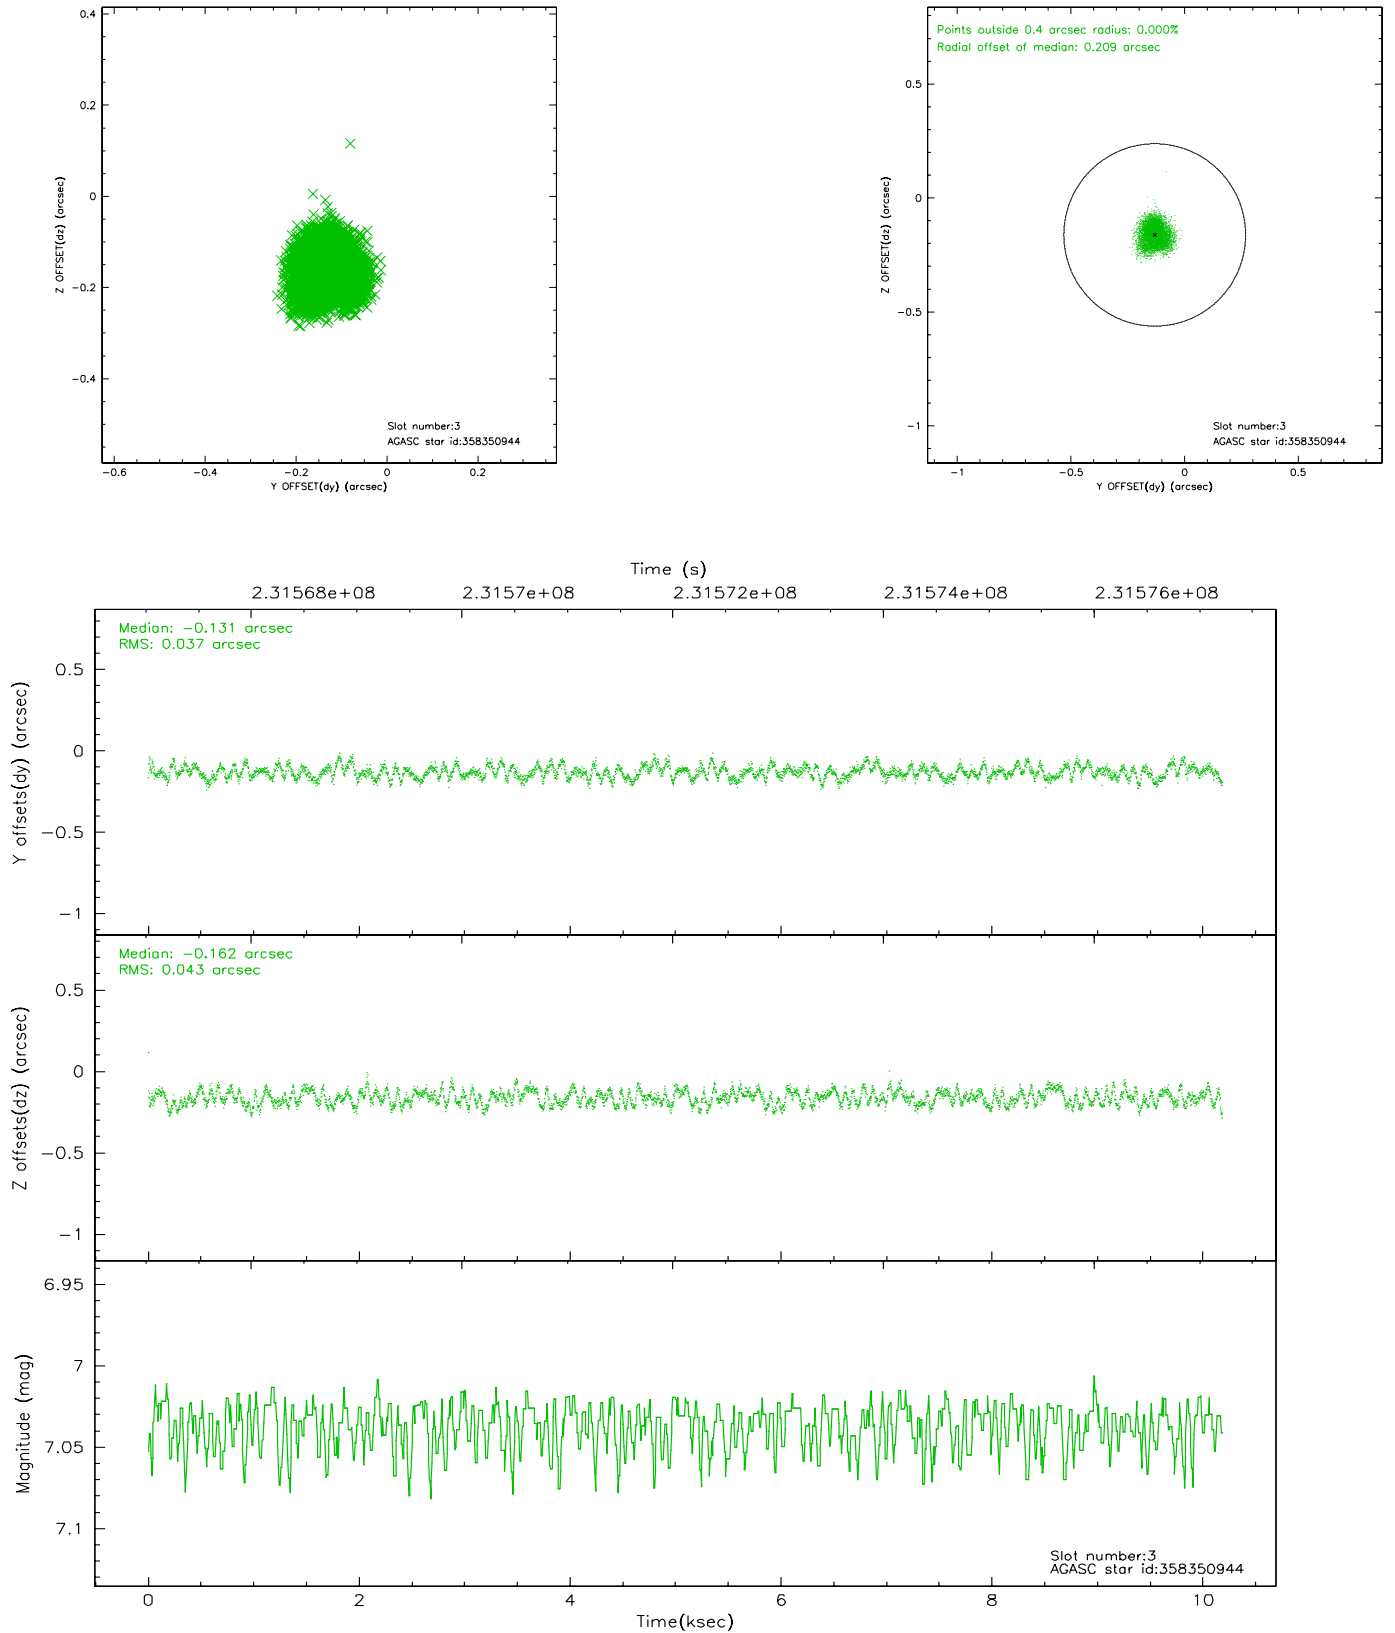 0.4
0.2
0
−0.2
−0.4
Z OFFSET(dz) (arcsec)
Slot number:3
AGASC star id:358350944
−0.6 −0.4 −0.2 0 0.2
Y OFFSET(dy) (arcsec)
Points outside 0.4 arcsec radius: 0.000%
Radial offset of median: 0.209 arcsec
0.5
0
−0.5
−1
Z OFFSET(dz) (arcsec)
Slot number:3
AGASC star id:358350944
−1 −0.5 0 0.5
Y OFFSET(dy) (arcsec)
Time (s)
2.31568e+08 2.3157e+08 2.31572e+08 2.31574e+08 2.31576e+08
Median: −0.131 arcsec
RMS: 0.037 arcsec
0.5
0
−0.5
−1
Y offsets(dy) (arcsec)
Median: −0.162 arcsec
RMS: 0.043 arcsec
0.5
0
−0.5
−1
Z offsets(dz) (arcsec)
6.95
7
7.05
7.1
Magnitude (mag)
Slot number:3
AGASC star id:358350944
0 2 4 6 8 10
Time(ksec)